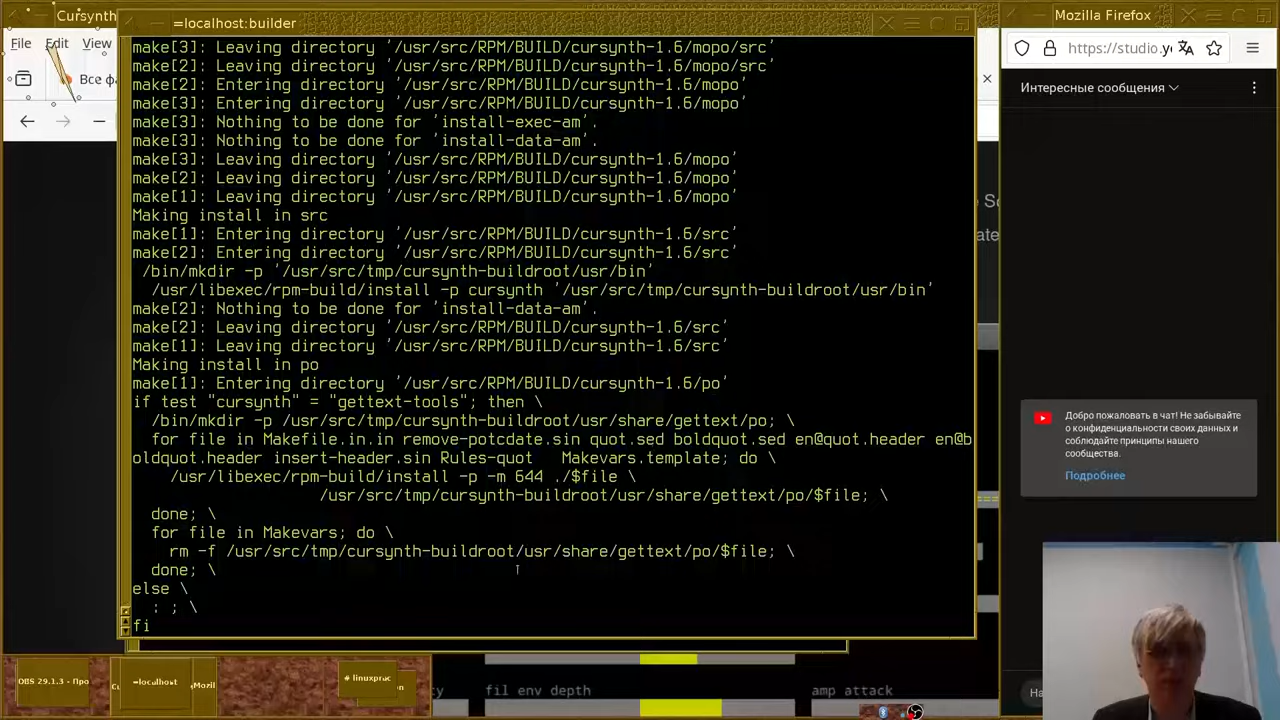 Cursynth
File Edit View
Все фа
=localhost:builder
make[3]: Leaving directory '/usr/src/RPM/BUILD/cursynth-1.6/mopo/src'
make[2]: Leaving directory '/usr/src/RPM/BUILD/cursynth-1.6/mopo/src'
make[2]: Entering directory '/usr/src/RPM/BUILD/cursynth-1.6/mopo'
make[3]: Entering directory '/usr/src/RPM/BUILD/cursynth-1.6/mopo'
make[3]: Nothing to be done for 'install-exec-am'.
make[3]: Nothing to be done for 'install-data-am'.
make[3]: Leaving directory '/usr/src/RPM/BUILD/cursynth-1.6/mopo'
make[2]: Leaving directory '/usr/src/RPM/BUILD/cursynth-1.6/mopo'
make[1]: Leaving directory '/usr/src/RPM/BUILD/cursynth-1.6/mopo'
Making install in src
make[1]: Entering directory '/usr/src/RPM/BUILD/cursynth-1.6/src'
make[2]: Entering directory '/usr/src/RPM/BUILD/cursynth-1.6/src'
/bin/mkdir -p '/usr/src/tmp/cursynth-buildroot/usr/bin'
/usr/libexec/rpm-build/install -p cursynth '/usr/src/tmp/cursynth-buildroot/usr/bin'
make[2]: Nothing to be done for 'install-data-am'.
make[2]: Leaving directory '/usr/src/RPM/BUILD/cursynth-1.6/src'
make[1]: Leaving directory '/usr/src/RPM/BUILD/cursynth-1.6/src'
Making install in po
make[1]: Entering directory '/usr/src/RPM/BUILD/cursynth-1.6/po'
if test "cursynth" = "gettext-tools"; then \
/bin/mkdir -p /usr/src/tmp/cursynth-buildroot/usr/share/gettext/po; \
for file in Makefile.in.in remove-potcdate.sin quot.sed boldquot.sed en@quot.header en@b
oldquot.header insert-header.sin Rules-quot Makevars.template; do \
/usr/libexec/rpm-build/install -p -m 644 ./$file \
/usr/src/tmp/cursynth-buildroot/usr/share/gettext/po/$file; \
done; \
for file in Makevars; do \
rm -f /usr/src/tmp/cursynth-buildroot/usr/share/gettext/po/$file; \
done; \
else \
: ; \
fi
Mozilla Firefox
https://studio.y
Интересные сообщения
Добро пожаловать в чат! Не забывайте
о конфиденциальности своих данных и
соблюдайте принципы нашего
сообщества.
Подробнее
На
OBS 29.1.3 - Про
=localhost
Mozil
# linuxprac
fil env depth
amp attack